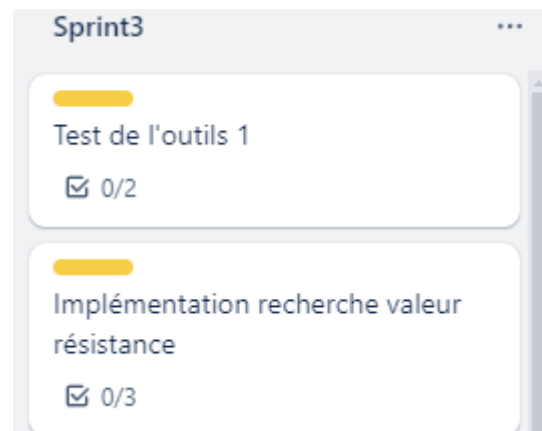 Sprint3
Test de l'outils 1
0/2
Implémentation recherche valeur
résistance
0/3